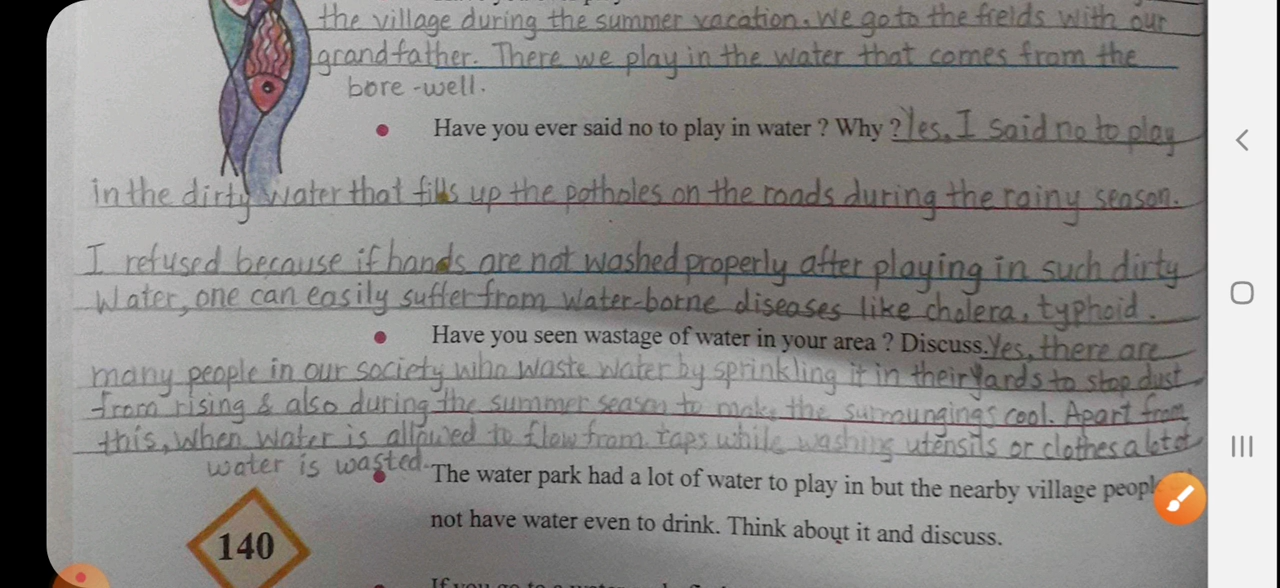 the village during the summer vacation. We go to the fields with our
grandfather. There we play in the water that comes from the
bore-well.
Have you ever said no to play in water ? Why ? Yes, I said no to play
in the dirty water that fills up the potholes on the roads during the rainy season.
I refused because if hands are not washed properly after playing in such dirty
Water, one can easily suffer from water-borne diseases like cholera, typhoid.
Have you seen wastage of water in your area ? Discuss. Yes, there are
many people in our society who waste water by sprinkling it in their yards to stop dust
from rising & also during the summer season to make the surroungings cool. Apart from
this, when water is allowed to flow from taps while washing utensils or clothes a lot of
water is wasted.
The water park had a lot of water to play in but the nearby village
not have water even to drink. Think about it and discuss.
140